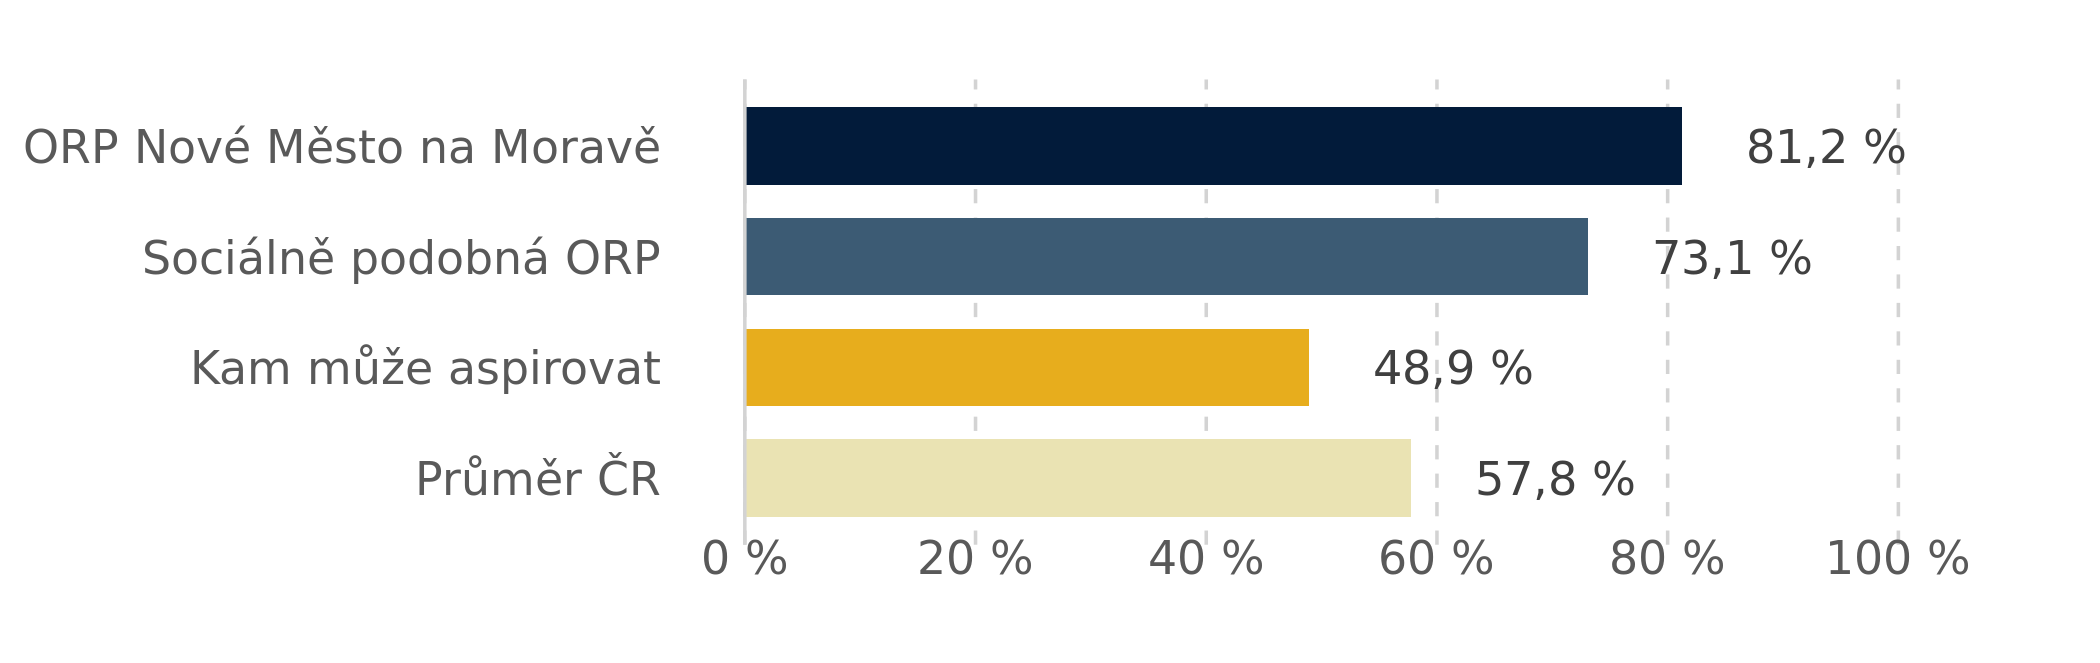 ORP Nové Město na Moravě
81,2 %
Sociálně podobná ORP
73,1 %
Kam může aspirovat
48,9 %
Průměr ČR
57,8 %
0 % 20 % 40 % 60 % 80 % 100 %